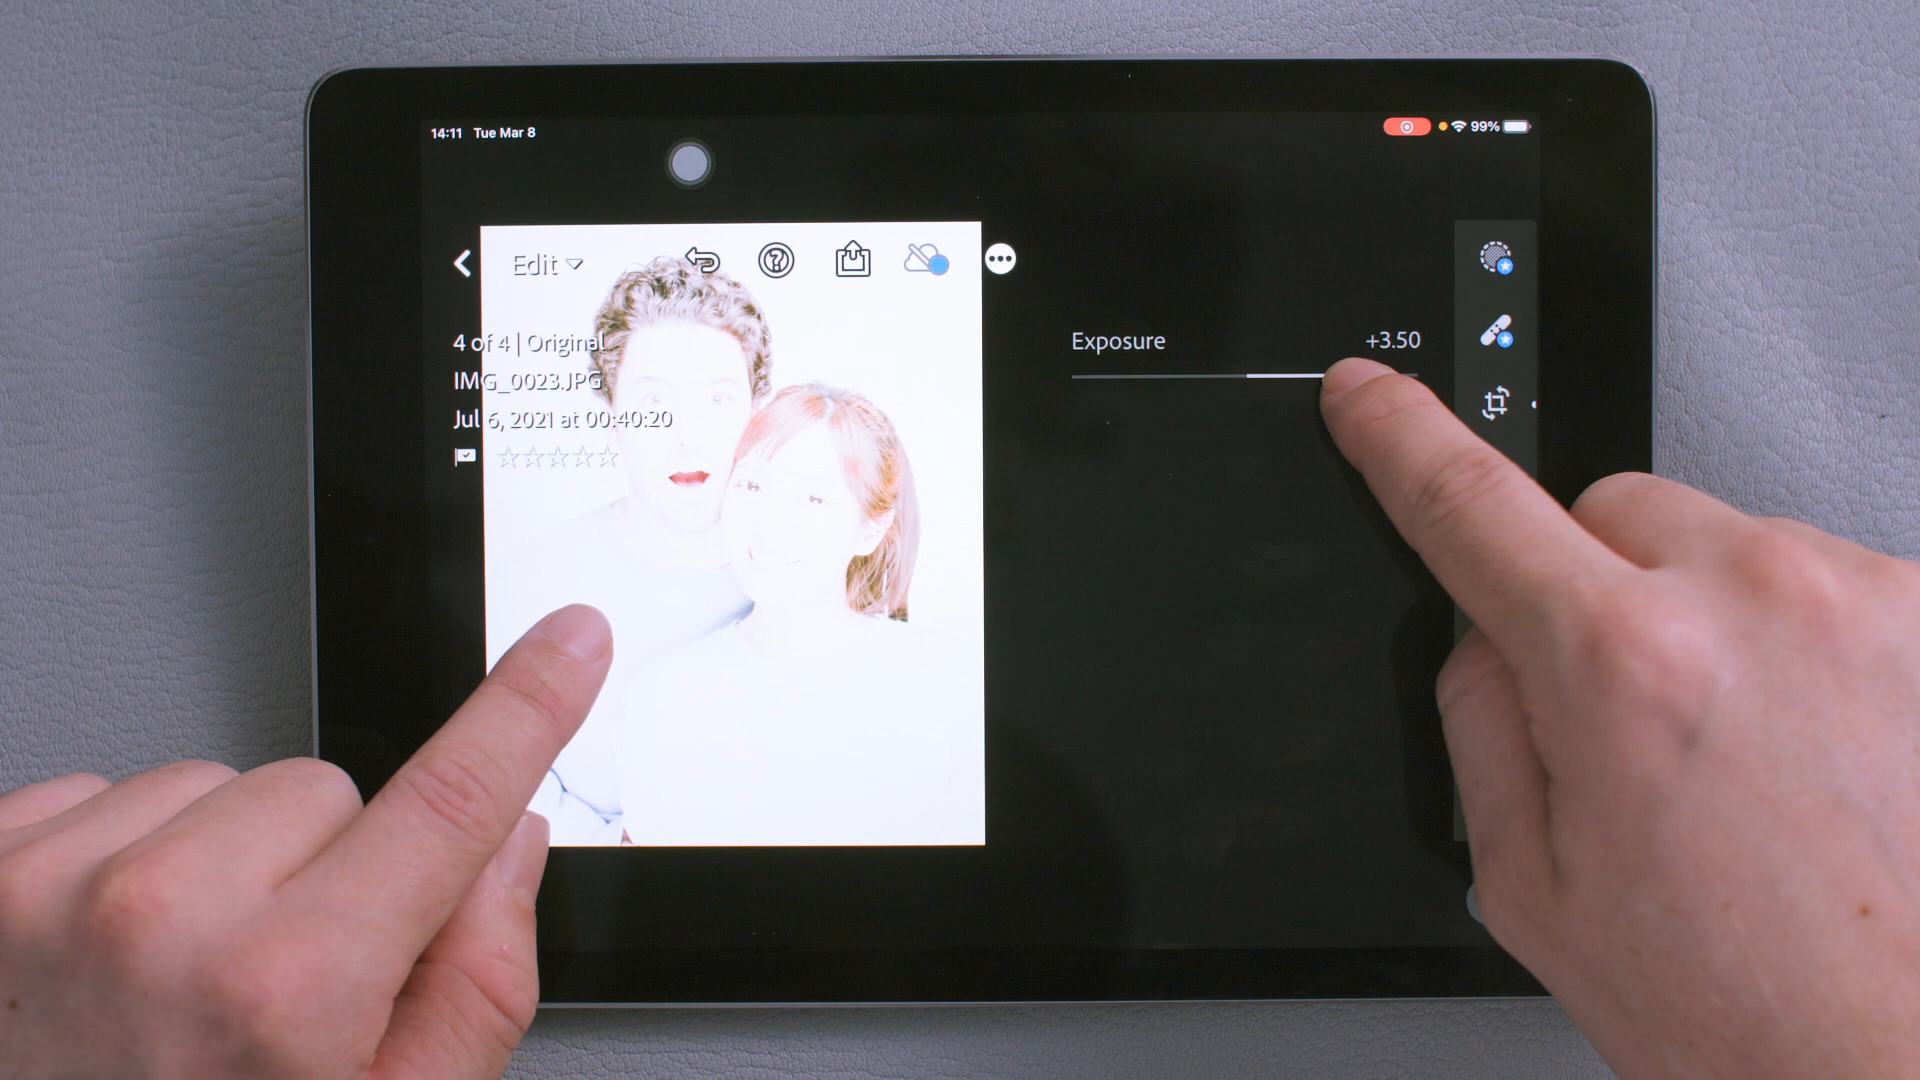 14:11 Tue Mar 8
99%
Edit
4 of 4 | Original
IMG_0023.JPG
Jul 6, 2021 at 00:40:20
Exposure +3.50